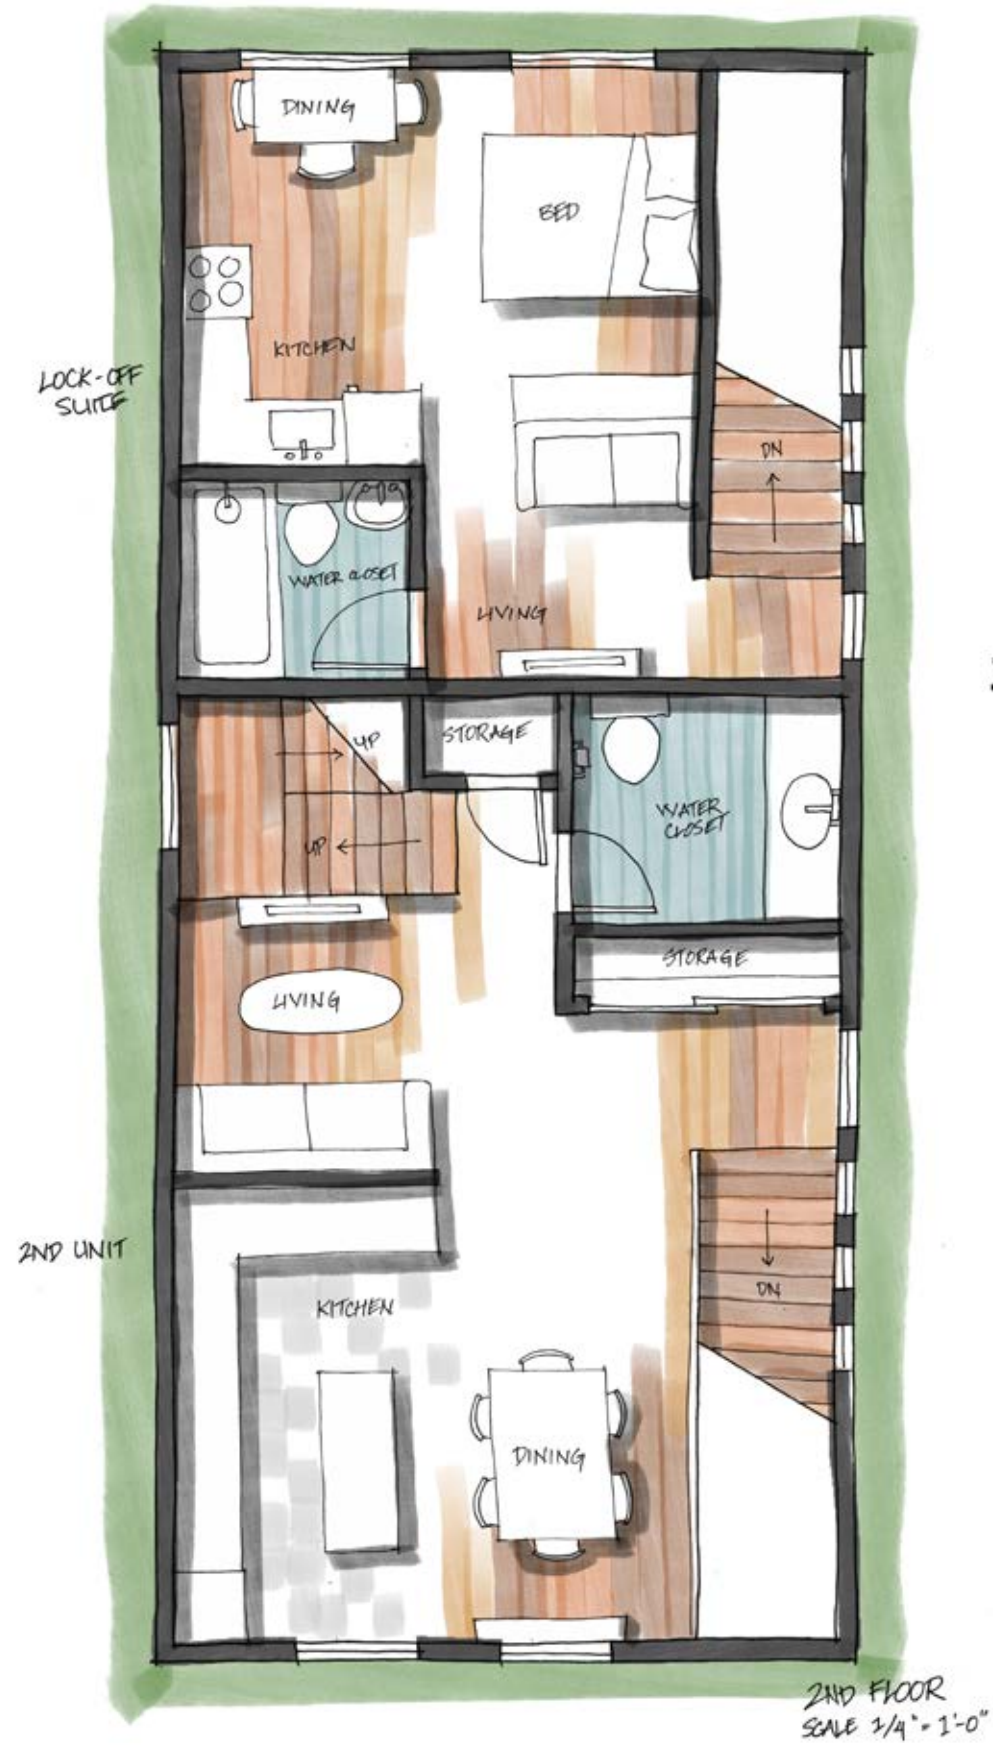 DINING
BED
KITCHEN
LOCK-OFF
SUITE
DN
WATER CLOSET
LIVING
UP
STORAGE
UP
WATER
CLOSET
STORAGE
LIVING
2ND UNIT
DN
KITCHEN
DINING
2ND FLOOR
SCALE 1/4" = 1'-0"